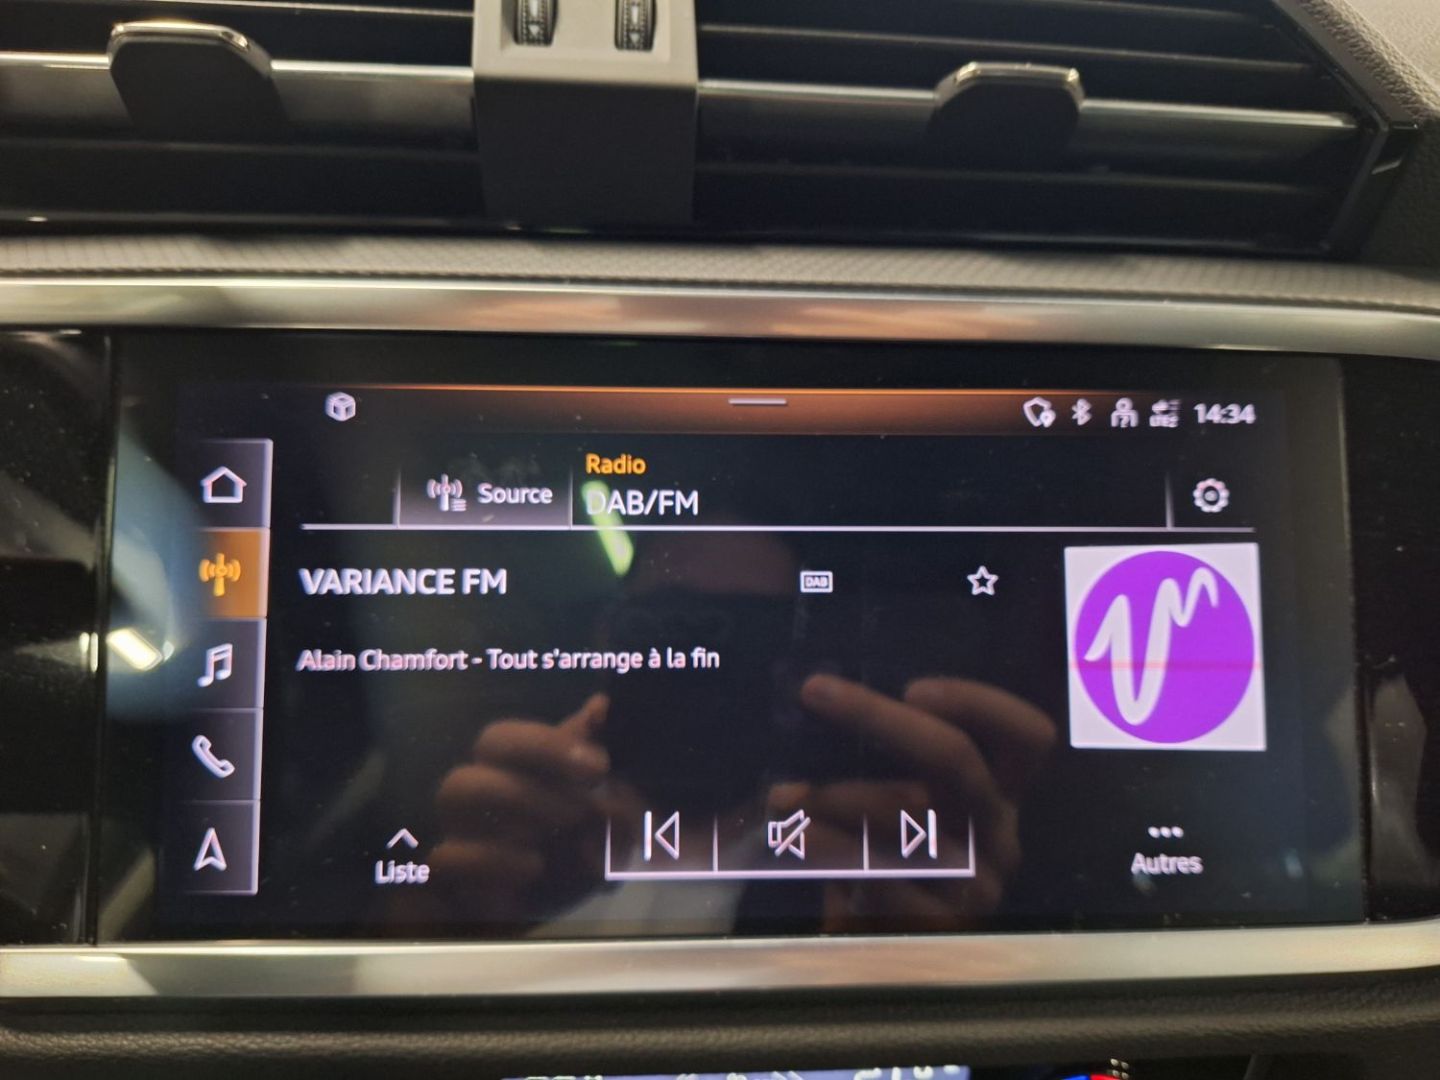 14:34
Radio
Source
DAB/FM
VARIANCE FM
DAB
Alain Chamfort - Tout s'arrange à la fin
Liste
Autres